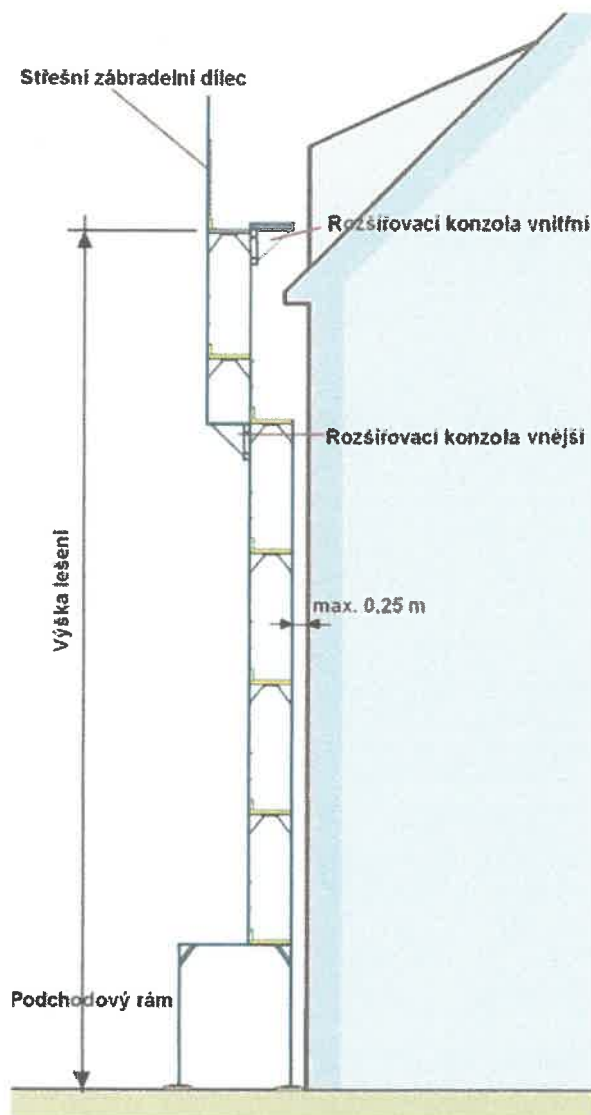 Střešní zábradelní dílec
Rozšiřovací konzola vnitřní
Rozšiřovací konzola vnější
Výška lešení
max. 0,25 m
Podchodový rám